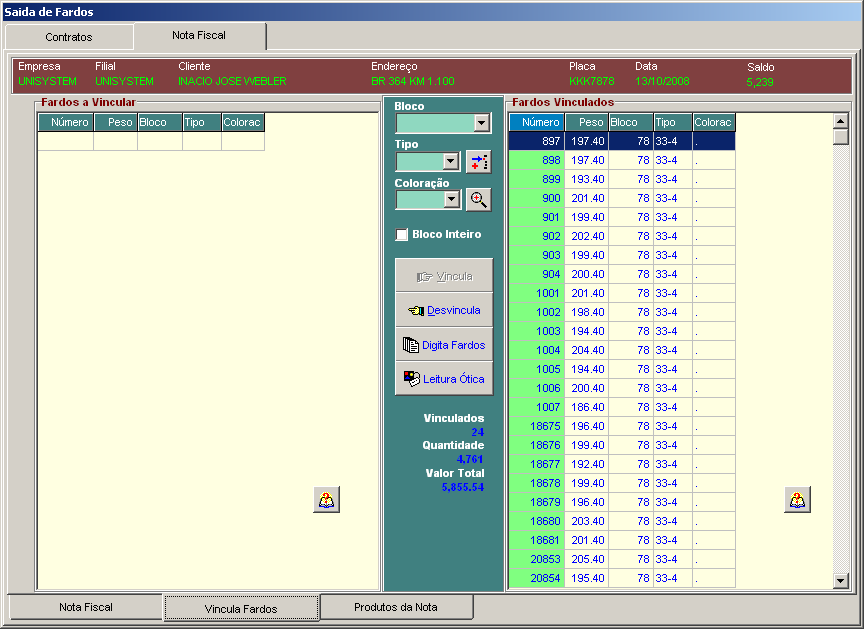 Saida de Fardos
Contratos Nota Fiscal
Empresa Filial Cliente Endereço Placa Data Saldo
UNISYSTEM UNISYSTEM INACIO JOSE WEBLER BR 364 KM 1.100 KKK7878 13/10/2008 5,239
Fardos a Vincular
Número Peso Bloco Tipo Colorac
Bloco
Tipo
Coloração
Bloco Inteiro
Vincula
Desvincula
Digita Fardos
Leitura Ótica
Vinculados
24
Quantidade
4,761
Valor Total
5,855.54
Fardos Vinculados
Número Peso Bloco Tipo Colorac
897 197.40 78 33-4 .
898 197.40 78 33-4 .
899 193.40 78 33-4 .
900 201.40 78 33-4 .
901 199.40 78 33-4 .
902 202.40 78 33-4 .
903 199.40 78 33-4 .
904 200.40 78 33-4 .
1001 201.40 78 33-4 .
1002 198.40 78 33-4 .
1003 194.40 78 33-4 .
1004 204.40 78 33-4 .
1005 194.40 78 33-4 .
1006 200.40 78 33-4 .
1007 186.40 78 33-4 .
18675 196.40 78 33-4 .
18676 199.40 78 33-4 .
18677 192.40 78 33-4 .
18678 199.40 78 33-4 .
18679 196.40 78 33-4 .
18680 203.40 78 33-4 .
18681 201.40 78 33-4 .
20853 205.40 78 33-4 .
20854 195.40 78 33-4 .
Nota Fiscal Vincula Fardos Produtos da Nota